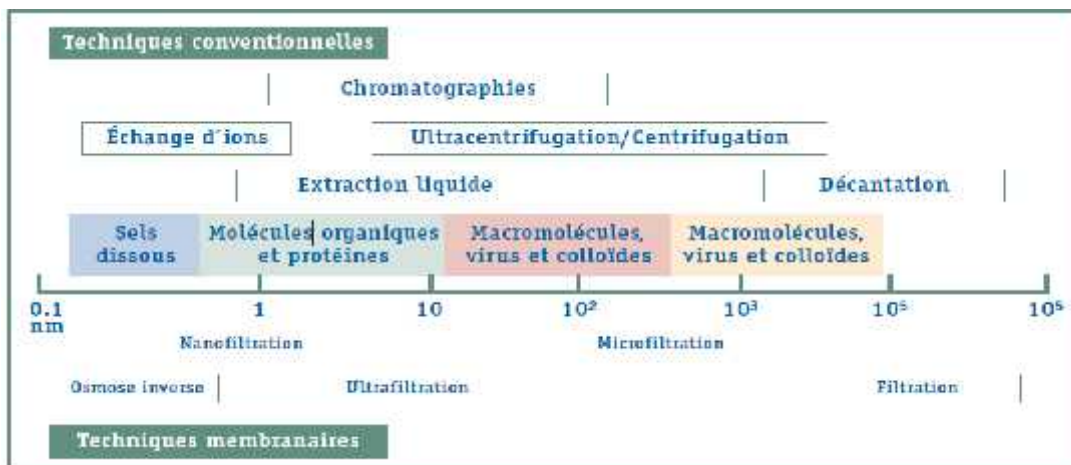 Techniques conventionnelles
Chromatographies
Échange d'ions
Ultracentrifugation/Centrifugation
Extraction liquide
Décantation
Sels
dissous
Molécules organiques
et protéines
Macromolécules,
virus et colloïdes
Macromolécules,
virus et colloïdes
0.1
nm
1
10
10²
10³
10⁵
10⁵
Nanofiltration
Microfiltration
Osmose inverse
Ultrafiltration
Filtration
Techniques membranaires